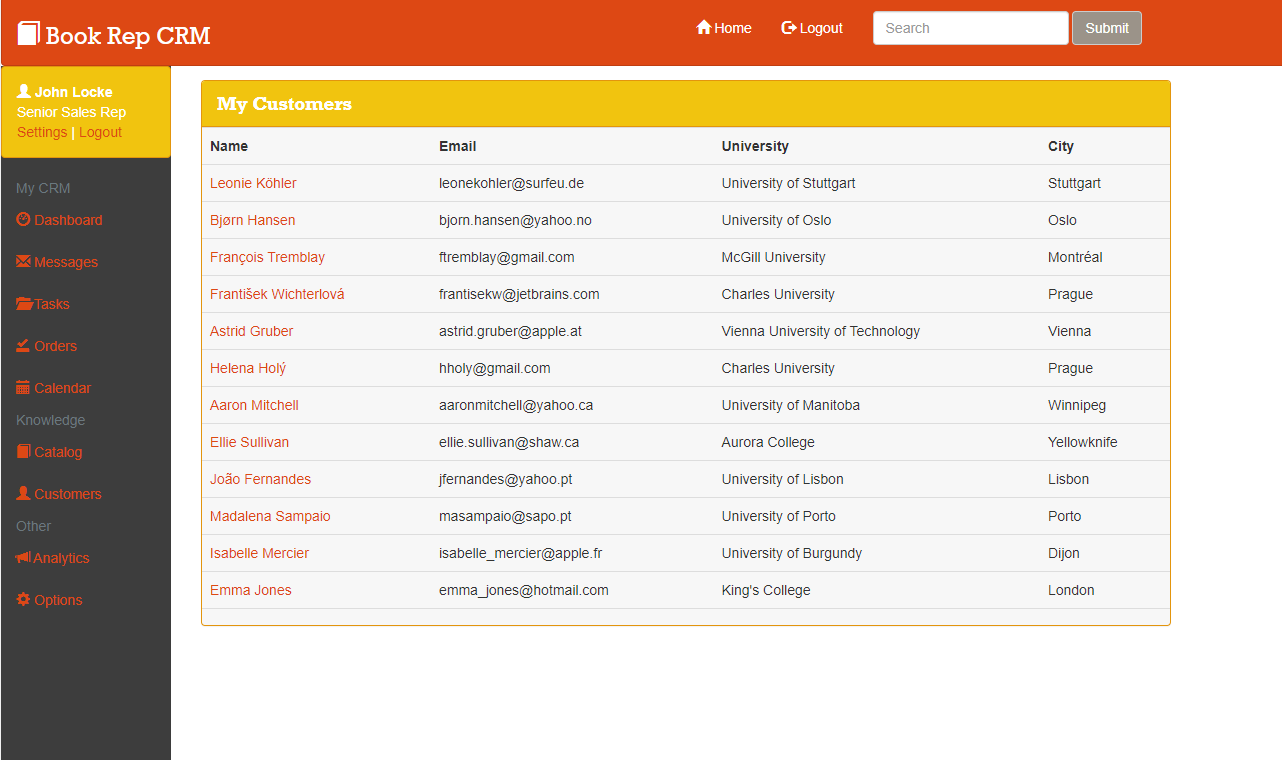 Book Rep CRM
Home Logout Search Submit
John Locke
Senior Sales Rep
Settings | Logout
My CRM
Dashboard
Messages
Tasks
Orders
Calendar
Knowledge
Catalog
Customers
Other
Analytics
Options
My Customers
Name Email University City
Leonie Köhler leonekohler@surfeu.de University of Stuttgart Stuttgart
Bjørn Hansen bjorn.hansen@yahoo.no University of Oslo Oslo
François Tremblay ftremblay@gmail.com McGill University Montréal
František Wichterlová frantisekw@jetbrains.com Charles University Prague
Astrid Gruber astrid.gruber@apple.at Vienna University of Technology Vienna
Helena Holý hholy@gmail.com Charles University Prague
Aaron Mitchell aaronmitchell@yahoo.ca University of Manitoba Winnipeg
Ellie Sullivan ellie.sullivan@shaw.ca Aurora College Yellowknife
João Fernandes jfernandes@yahoo.pt University of Lisbon Lisbon
Madalena Sampaio masampaio@sapo.pt University of Porto Porto
Isabelle Mercier isabelle_mercier@apple.fr University of Burgundy Dijon
Emma Jones emma_jones@hotmail.com King's College London